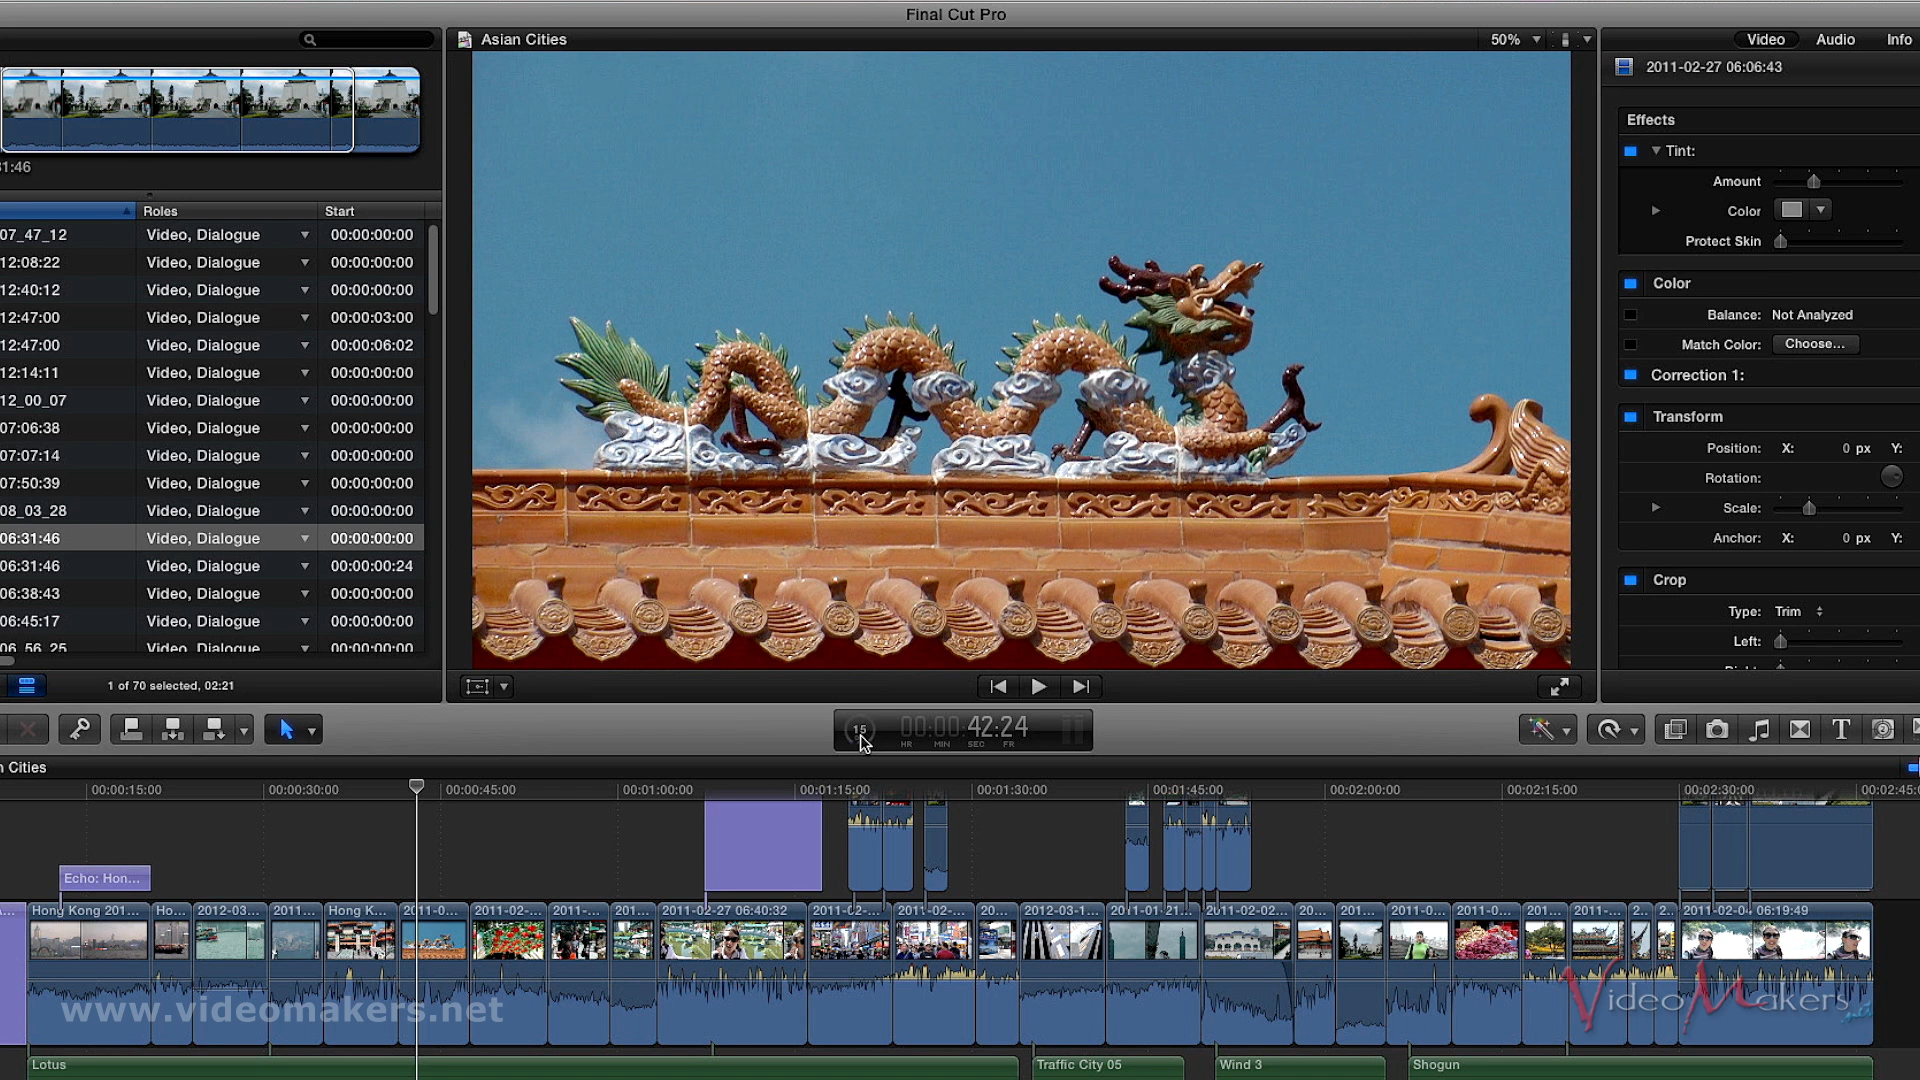 Final Cut Pro
Asian Cities
50%
Video Audio Info
2011-02-27 06:06:43
Effects
Tint:
Amount
Color
Protect Skin
Color
Balance: Not Analyzed
Match Color: Choose...
Correction 1:
Transform
Position: X: 0 px Y:
Rotation:
Scale:
Anchor: X: 0 px Y:
Crop
Type: Trim
Left:
31:46
Roles Start
07_47_12 Video, Dialogue 00:00:00:00
12:08:22 Video, Dialogue 00:00:00:00
12:40:12 Video, Dialogue 00:00:00:00
12:47:00 Video, Dialogue 00:00:03:00
12:47:00 Video, Dialogue 00:00:06:02
12:14:11 Video, Dialogue 00:00:00:00
12_00_07 Video, Dialogue 00:00:00:00
07:06:38 Video, Dialogue 00:00:00:00
07:07:14 Video, Dialogue 00:00:00:00
07:50:39 Video, Dialogue 00:00:00:00
08_03_28 Video, Dialogue 00:00:00:00
06:31:46 Video, Dialogue 00:00:00:00
06:31:46 Video, Dialogue 00:00:00:24
06:38:43 Video, Dialogue 00:00:00:00
06:45:17 Video, Dialogue 00:00:00:00
06_56_25 Video, Dialogue 00:00:00:00
1 of 70 selected, 02:21
15 00:00:42:24
HR MIN SEC FR
T
n Cities
00:00:15:00 00:00:30:00 00:00:45:00 00:01:00:00 00:01:15:00 00:01:30:00 00:01:45:00 00:02:00:00 00:02:15:00 00:02:30:00 00:02:45:0
Echo: Hon...
Hong Kong 201... Ho... 2012-03... 2011... Hong K... 2011-0... 2011-02-... 2011-... 201... 2011-02-27 06:40:32 2011-02-... 2011-02-... 20... 2012-03-1... 2011-01-21... 2011-02-02... 20... 201... 2011-0... 2011-0... 201... 2011-... 2... 2... 2011-02-04 06:19:49
www.videomakers.net
VideoMakers
.net
Lotus Traffic City 05 Wind 3 Shogun